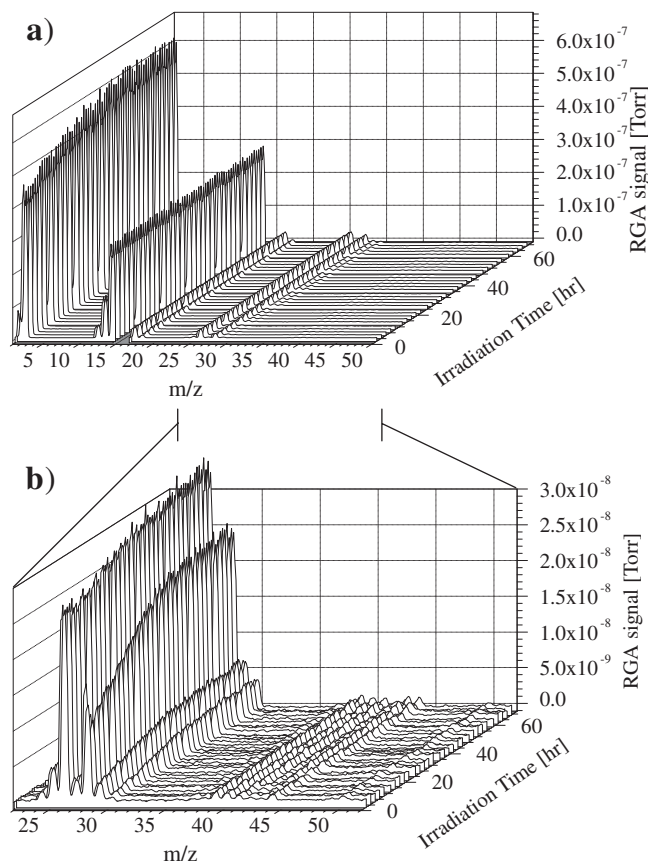 a)
6.0x10-7
5.0x10-7
4.0x10-7
3.0x10-7
2.0x10-7
1.0x10-7
0.0
RGA signal [Torr]
60
40
20
0
Irradiation Time [hr]
5 10 15 20 25 30 35 40 45 50
m/z
b)
3.0x10-8
2.5x10-8
2.0x10-8
1.5x10-8
1.0x10-8
5.0x10-9
0.0
RGA signal [Torr]
60
40
20
0
Irradiation Time [hr]
25 30 35 40 45 50
m/z